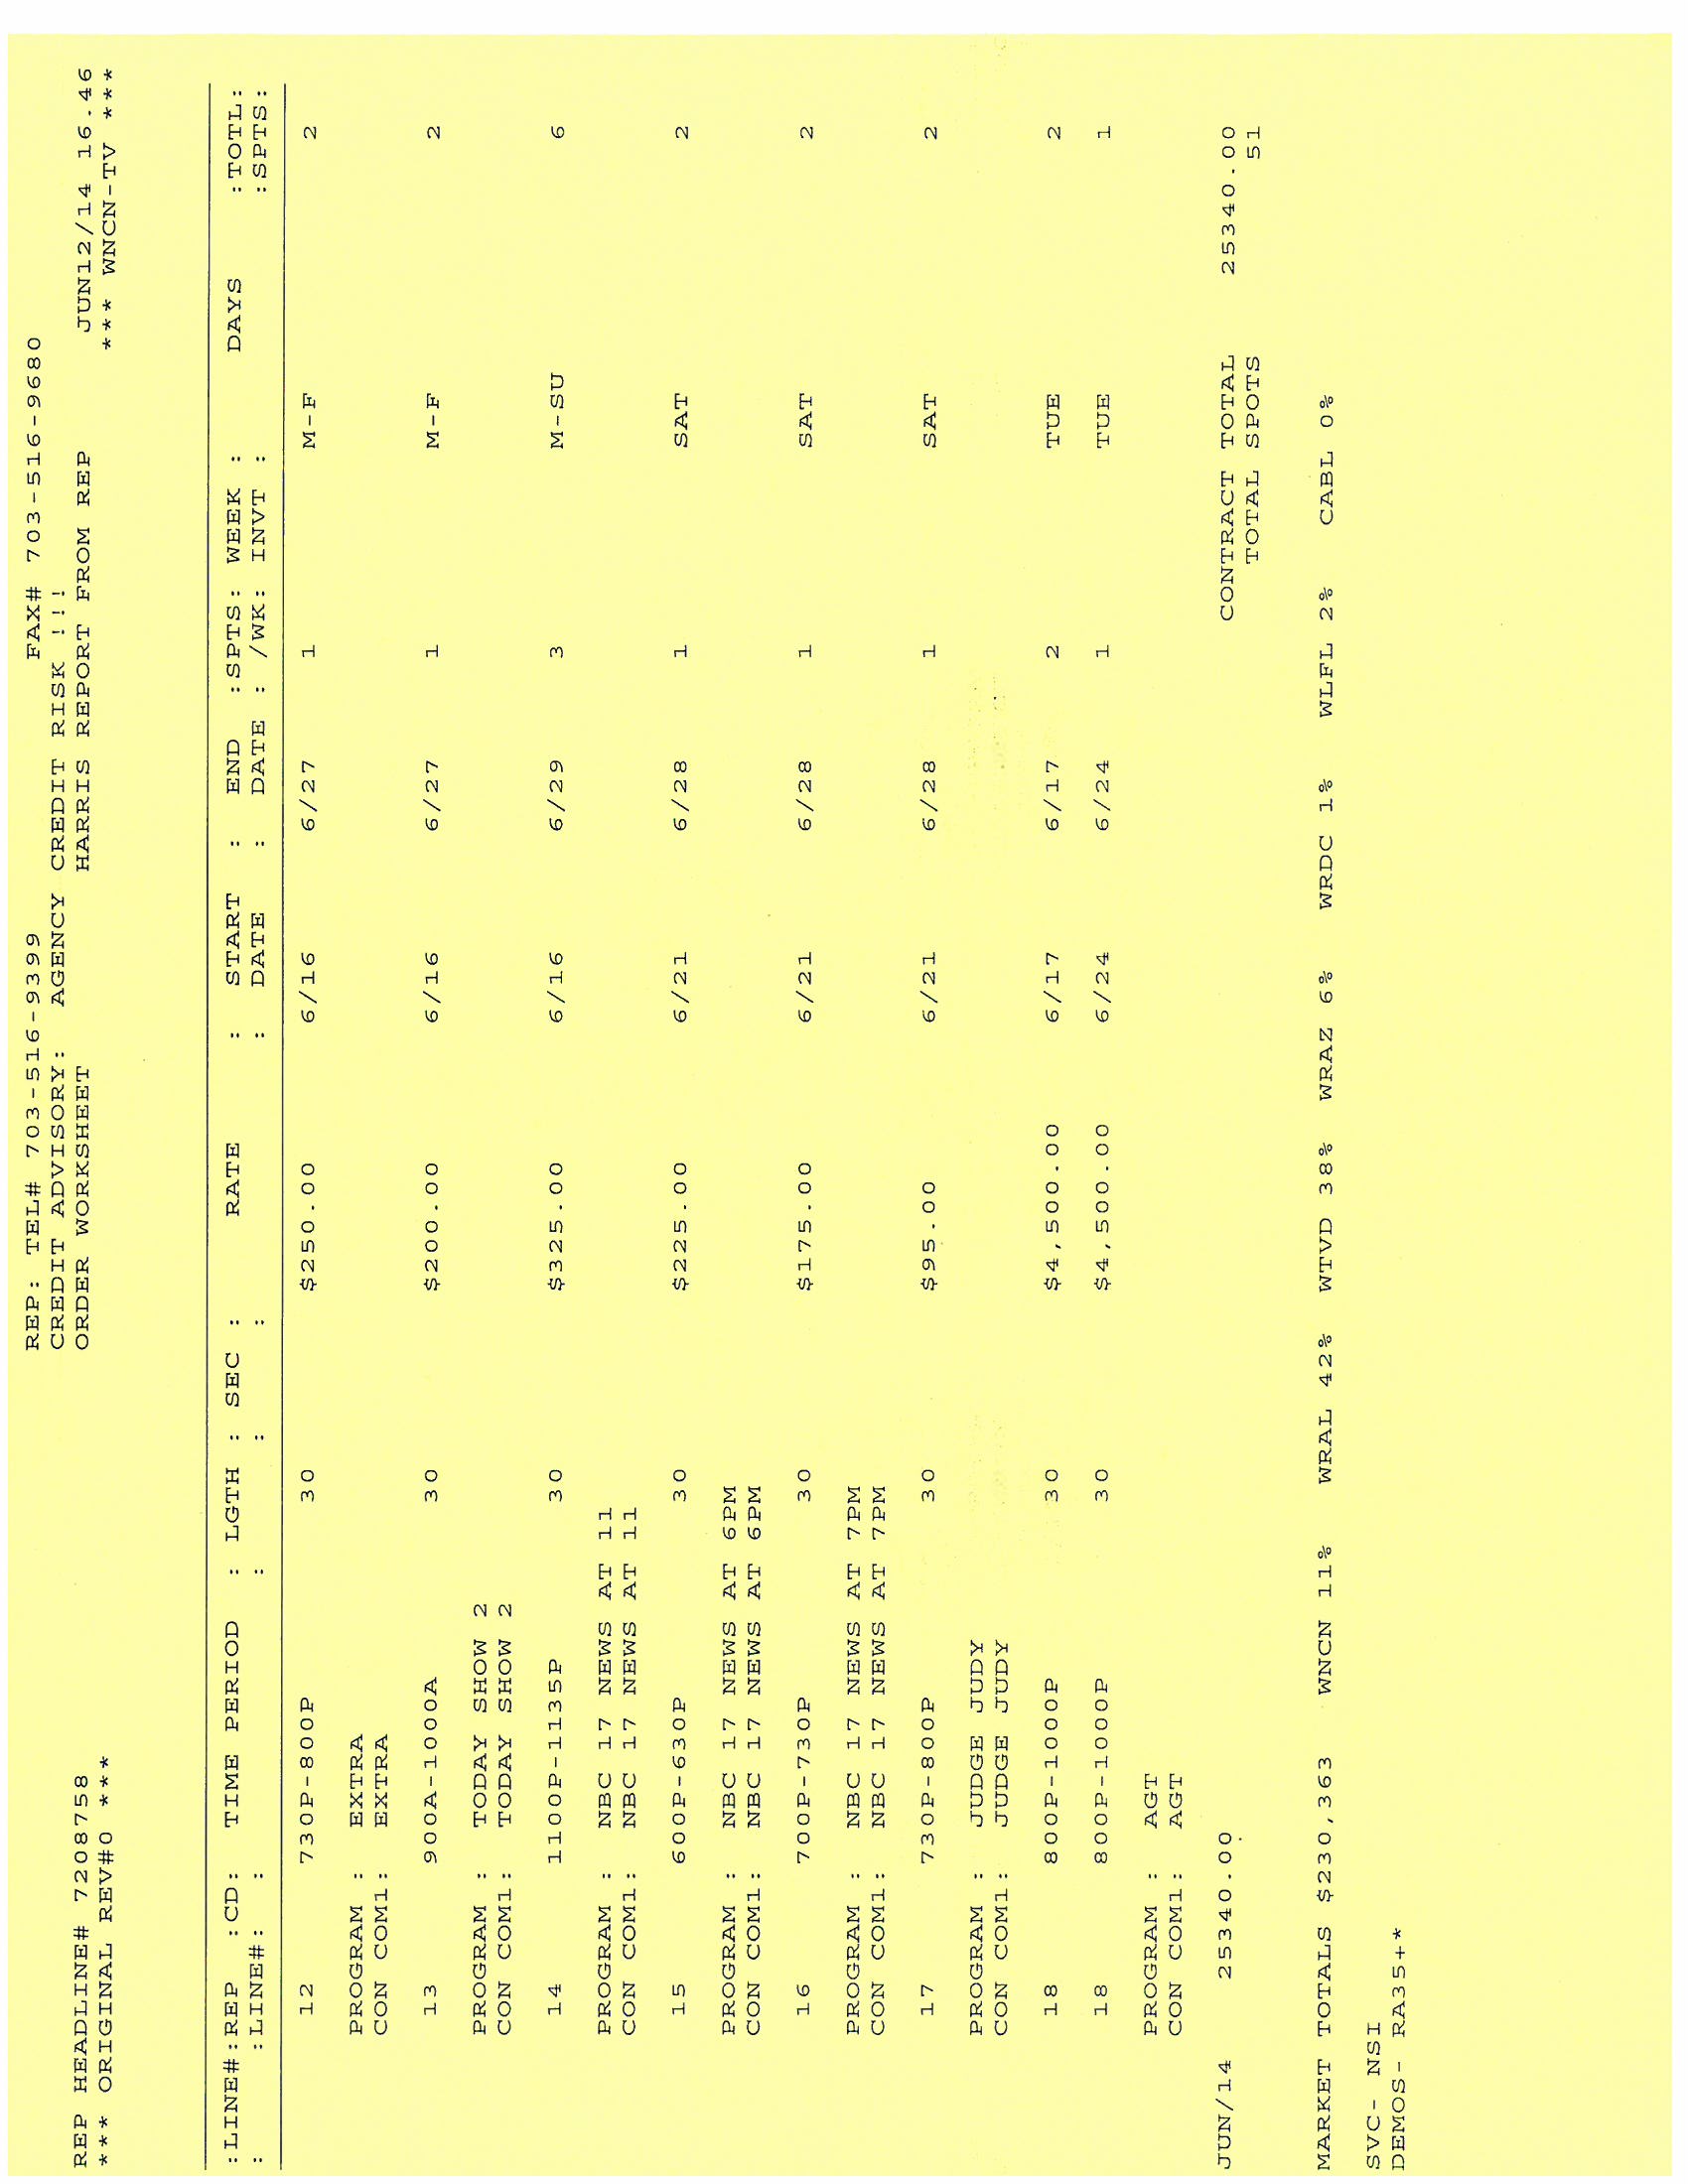 REP: TEL# 703-516-9399 FAX# 703-516-9680
CREDIT ADVISORY: AGENCY CREDIT RISK !!!
REP HEADLINE# 7208758 ORDER WORKSHEET HARRIS REPORT FROM REP JUN12/14 16.46
*** ORIGINAL REV#0 *** *** WNCN-TV ***
:LINE#:REP :CD: TIME PERIOD : LGTH : SEC : RATE : START : END :SPTS: WEEK : DAYS :TOTL:
: :LINE#: : : : : DATE : DATE : /WK: INVT : :SPTS:
12 730P-800P 30 $250.00 6/16 6/27 1 M-F 2
PROGRAM : EXTRA
CON COM1: EXTRA
13 900A-1000A 30 $200.00 6/16 6/27 1 M-F 2
PROGRAM : TODAY SHOW 2
CON COM1: TODAY SHOW 2
14 1100P-1135P 30 $325.00 6/16 6/29 3 M-SU 6
PROGRAM : NBC 17 NEWS AT 11
CON COM1: NBC 17 NEWS AT 11
15 600P-630P 30 $225.00 6/21 6/28 1 SAT 2
PROGRAM : NBC 17 NEWS AT 6PM
CON COM1: NBC 17 NEWS AT 6PM
16 700P-730P 30 $175.00 6/21 6/28 1 SAT 2
PROGRAM : NBC 17 NEWS AT 7PM
CON COM1: NBC 17 NEWS AT 7PM
17 730P-800P 30 $95.00 6/21 6/28 1 SAT 2
PROGRAM : JUDGE JUDY
CON COM1: JUDGE JUDY
18 800P-1000P 30 $4,500.00 6/17 6/17 2 TUE 2
18 800P-1000P 30 $4,500.00 6/24 6/24 1 TUE 1
PROGRAM : AGT
CON COM1: AGT
JUN/14 25340.00 CONTRACT TOTAL 25340.00
TOTAL SPOTS 51
MARKET TOTALS $230,363 WNCN 11% WRAL 42% WTVD 38% WRAZ 6% WRDC 1% WLFL 2% CABL 0%
SVC- NSI
DEMOS- RA35+*